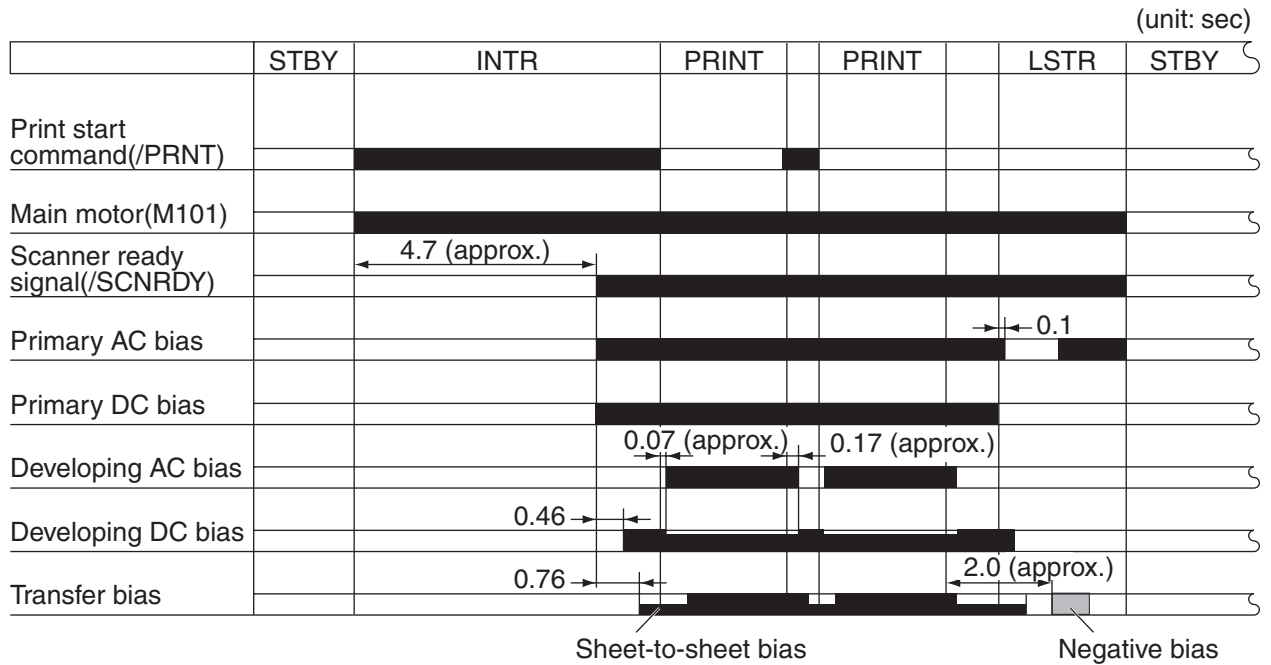 (unit: sec)
STBY INTR PRINT PRINT LSTR STBY
Print start
command(/PRNT)
Main motor(M101)
Scanner ready
signal(/SCNRDY)
4.7 (approx.)
Primary AC bias
0.1
Primary DC bias
0.07 (approx.) 0.17 (approx.)
Developing AC bias
Developing DC bias
0.46
Transfer bias
0.76
2.0 (approx.)
Sheet-to-sheet bias
Negative bias